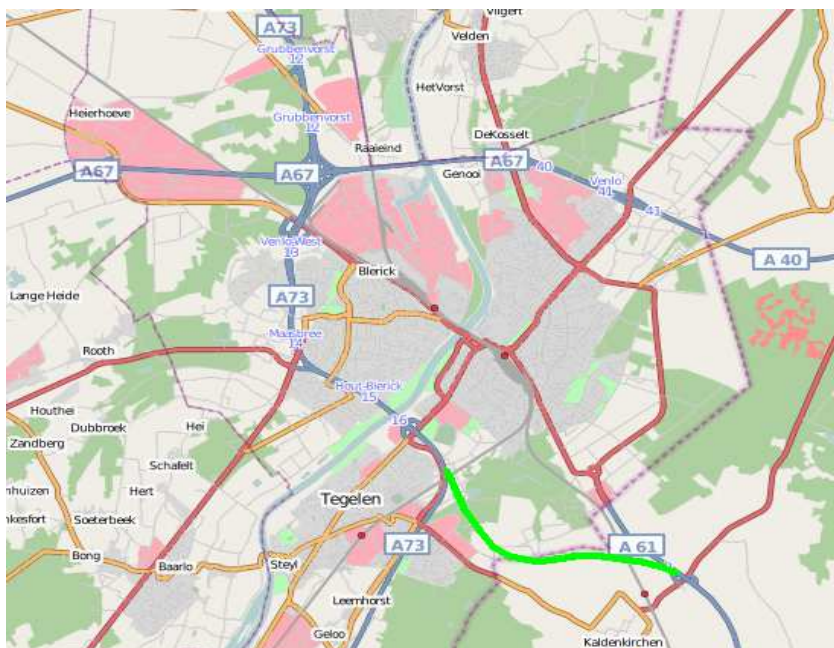 A73
Vilgert
Velden
Grubbenvorst
12
HetVorst
Heierhoeve
Grubbenvorst
12
DeKosselt
Raaieind
A67
A67
A67
40
Genooi
Venlo
41
41
Venlo West
13
A 40
Blerick
Lange Heide
A73
Maasbree
14
Rooth
Hout-Blerick
15
Houthei
Dubbroek
Hei
16
Zandberg
Schafelt
Tegelen
nhuizen
Hert
nkesfort
Soeterbeek
A73
A 61
Bong
Baarlo
Steyl
Leemhorst
Geloo
Kaldenkirchen